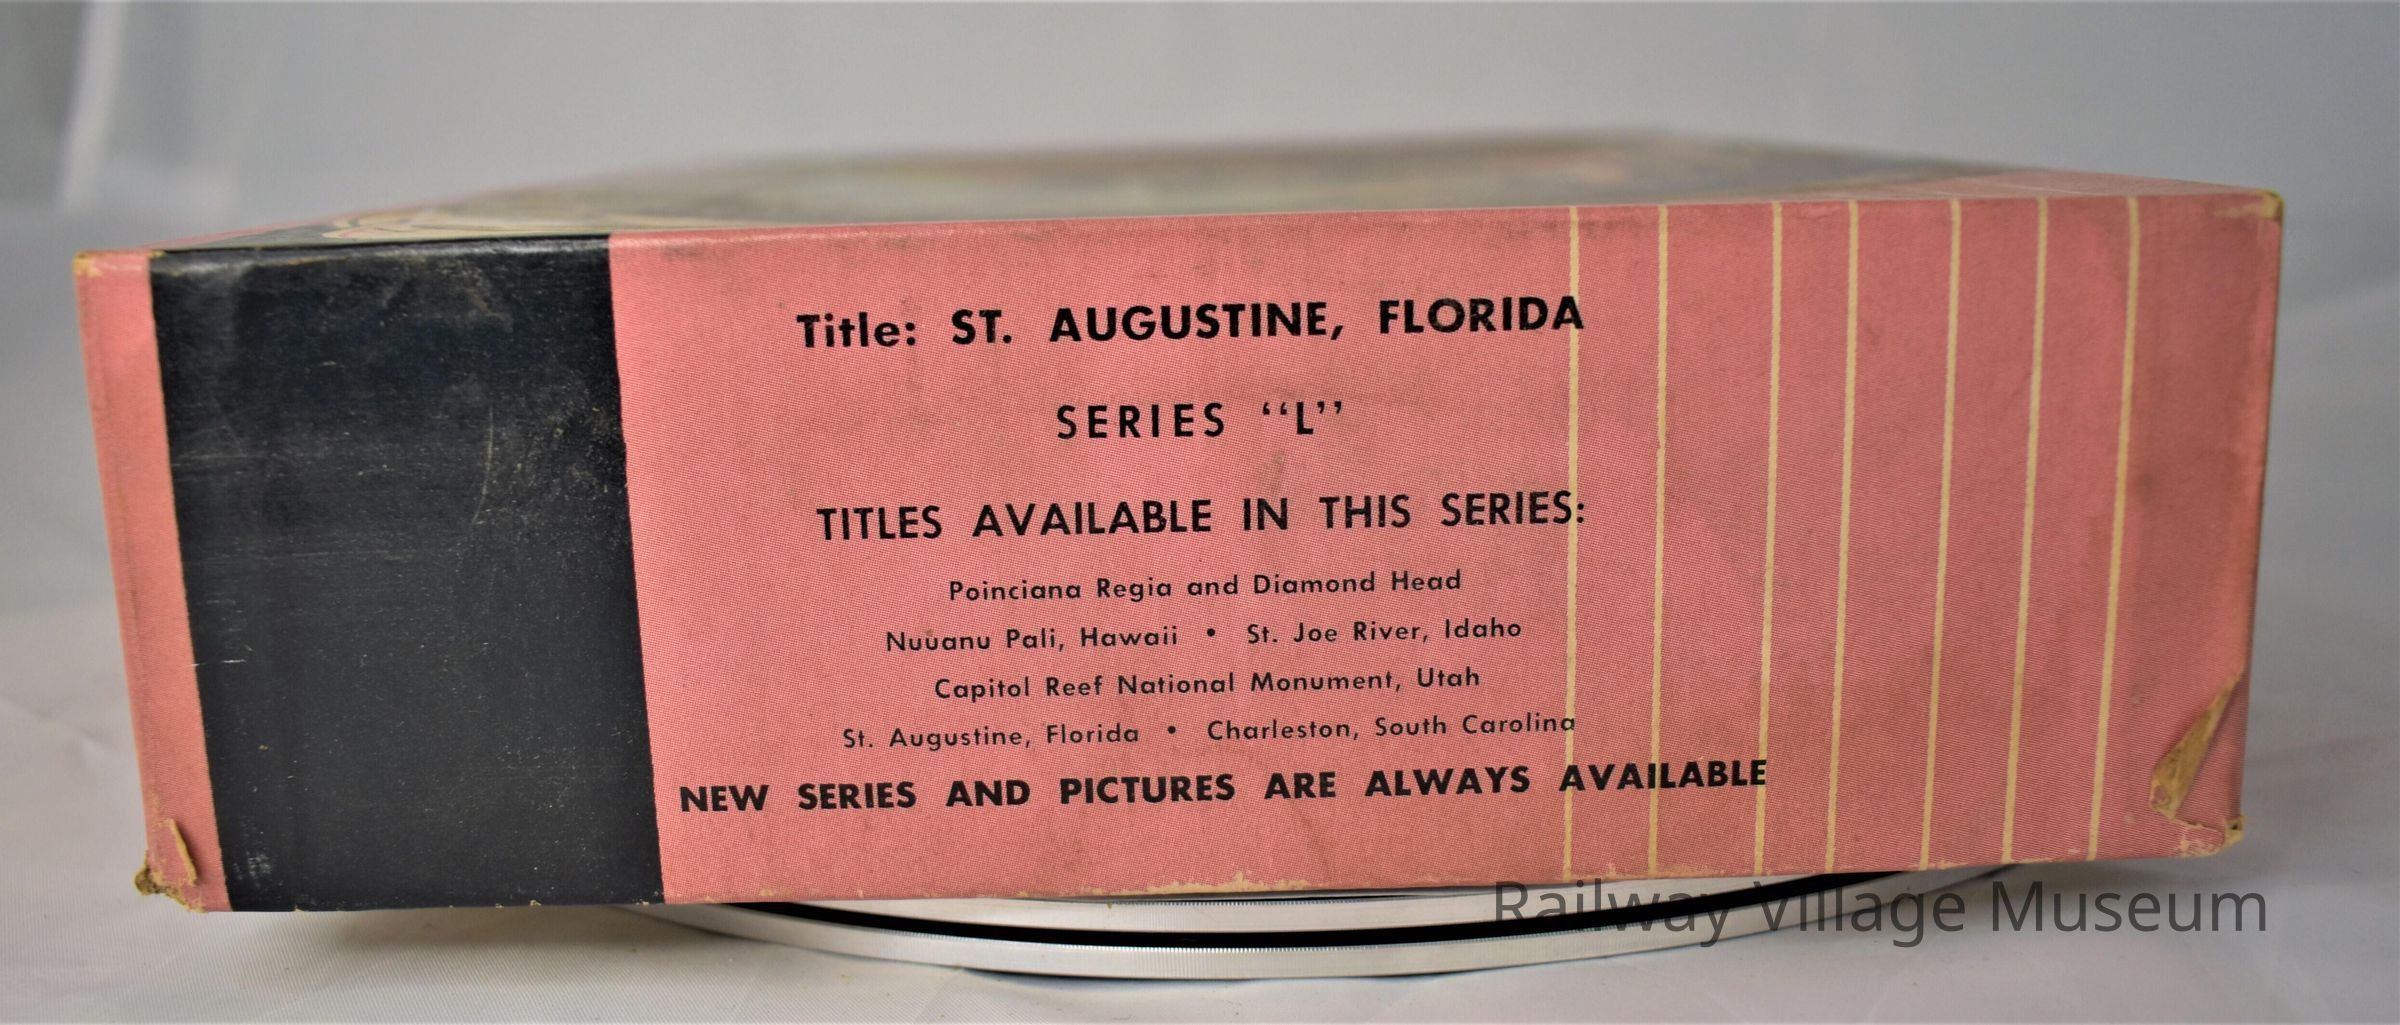 Title: ST. AUGUSTINE, FLORIDA
SERIES “L”
TITLES AVAILABLE IN THIS SERIES:
Poinciana Regia and Diamond Head
Nuuanu Pali, Hawaii • St. Joe River, Idaho
Capitol Reef National Monument, Utah
St. Augustine, Florida • Charleston, South Carolina
NEW SERIES AND PICTURES ARE ALWAYS AVAILABLE
Railway Village Museum